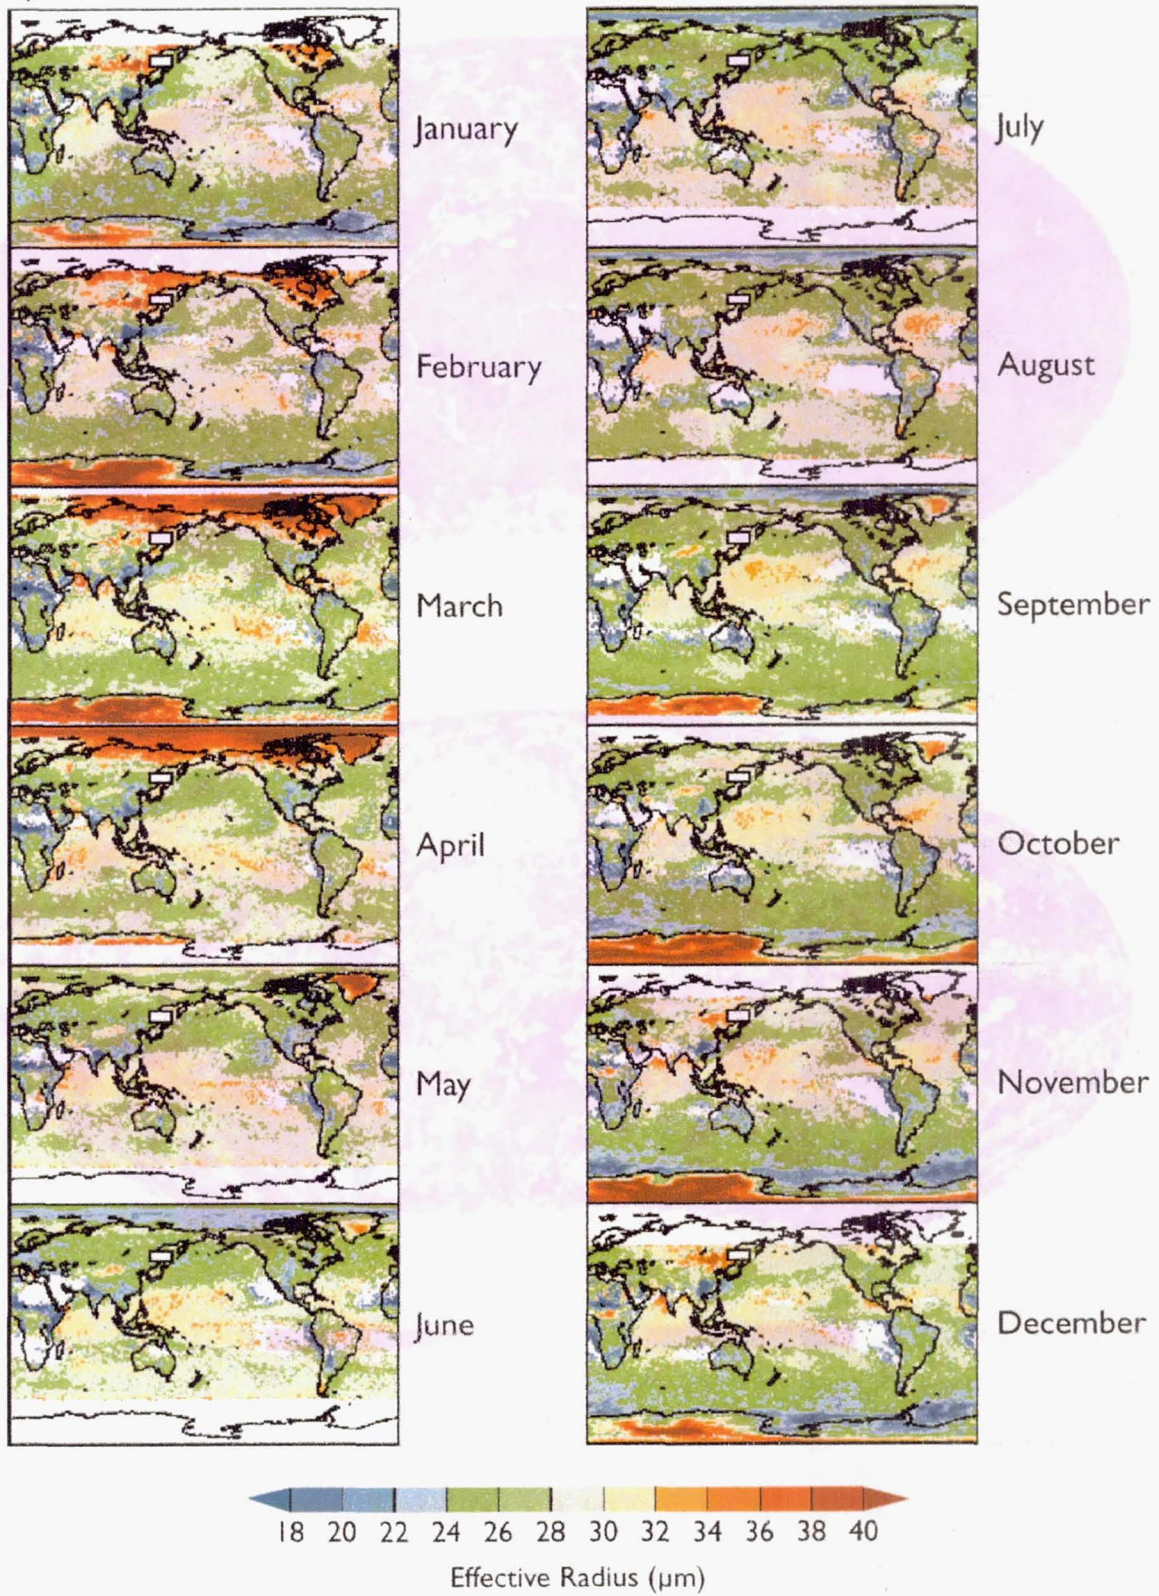 January
July
February
August
March
September
April
October
May
November
June
December
18 20 22 24 26 28 30 32 34 36 38 40
Effective Radius (μm)